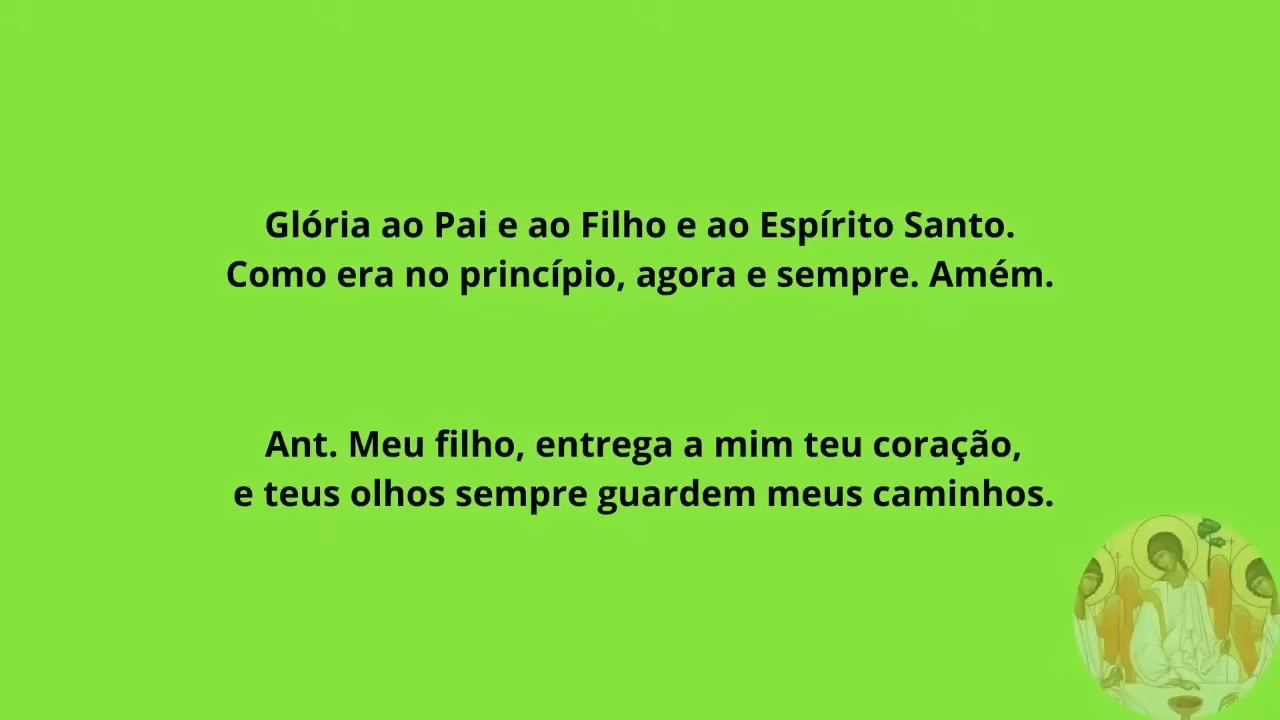 Glória ao Pai e ao Filho e ao Espírito Santo.
Como era no princípio, agora e sempre. Amém.
Ant. Meu filho, entrega a mim teu coração,
e teus olhos sempre guardem meus caminhos.